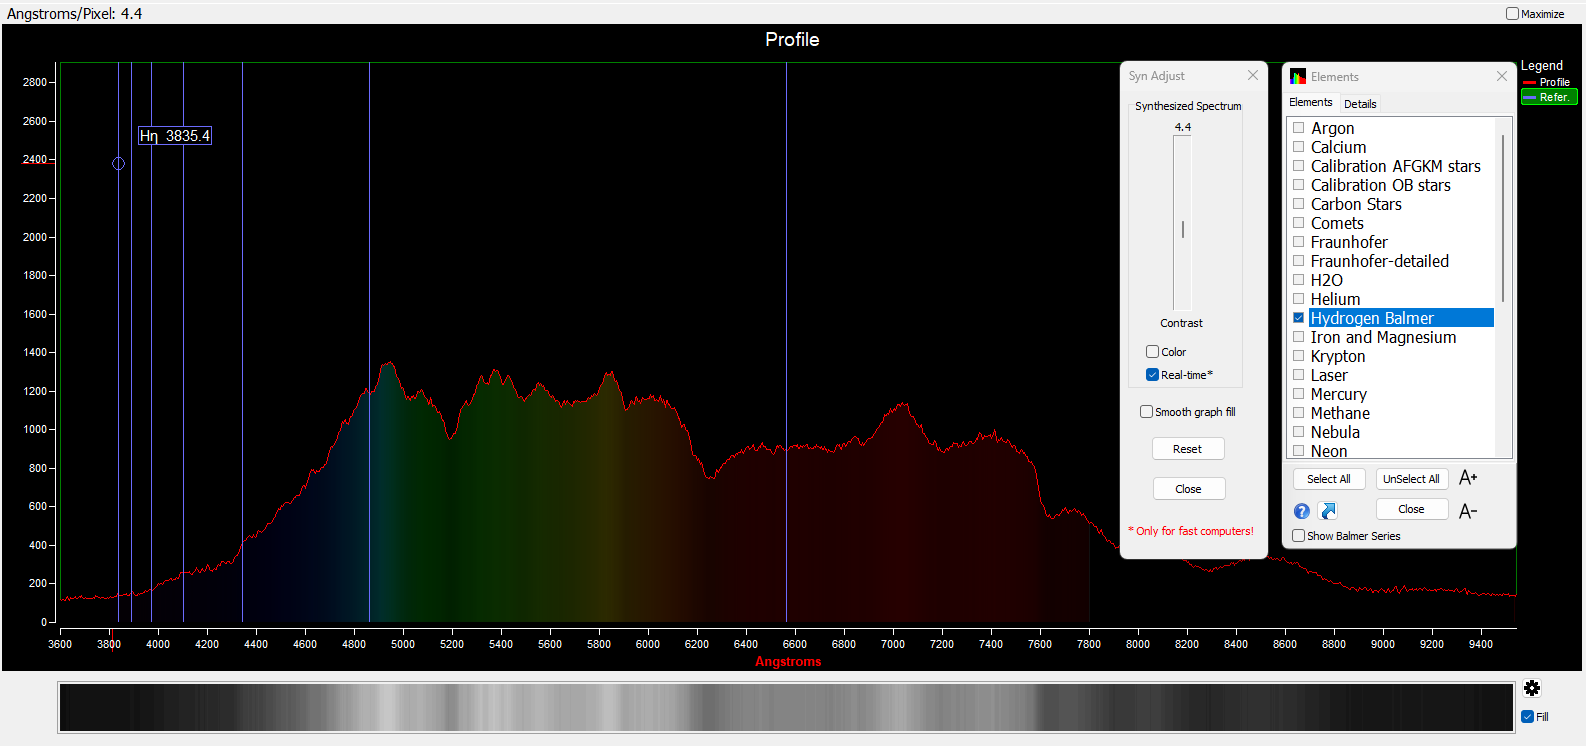 Angstroms/Pixel: 4.4
Maximize
Profile
Legend
Profile
Refer.
2800
2600
2400
2200
2000
1800
1600
1400
1200
1000
800
600
400
200
0
Hη 3835.4
3600 3800 4000 4200 4400 4600 4800 5000 5200 5400 5600 5800 6000 6200 6400 6600 6800 7000 7200 7400 7600 7800 8000 8200 8400 8600 8800 9000 9200 9400
Angstroms
Syn Adjust
Synthesized Spectrum
4.4
Contrast
Color
Real-time*
Smooth graph fill
Reset
Close
* Only for fast computers!
Elements
Elements Details
Argon
Calcium
Calibration AFGKM stars
Calibration OB stars
Carbon Stars
Comets
Fraunhofer
Fraunhofer-detailed
H2O
Helium
Hydrogen Balmer
Iron and Magnesium
Krypton
Laser
Mercury
Methane
Nebula
Neon
Select All UnSelect All A+
Close A-
Show Balmer Series
Fill